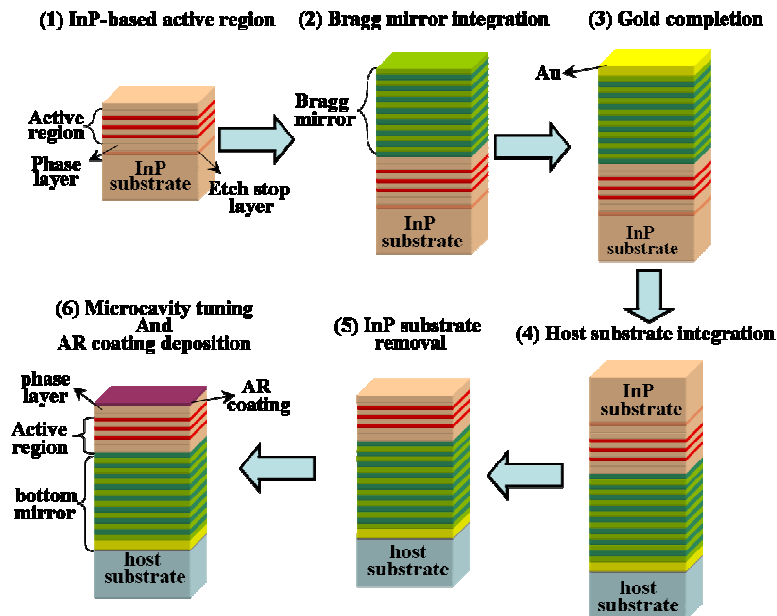 (1) InP-based active region
Active
region
Phase
layer
InP
substrate
Etch stop
layer
(2) Bragg mirror integration
Bragg
mirror
InP
substrate
(3) Gold completion
Au
InP
substrate
(4) Host substrate integration
InP
substrate
host
substrate
(5) InP substrate
removal
host
substrate
(6) Microcavity tuning
And
AR coating deposition
phase
layer
AR
coating
Active
region
bottom
mirror
host
substrate